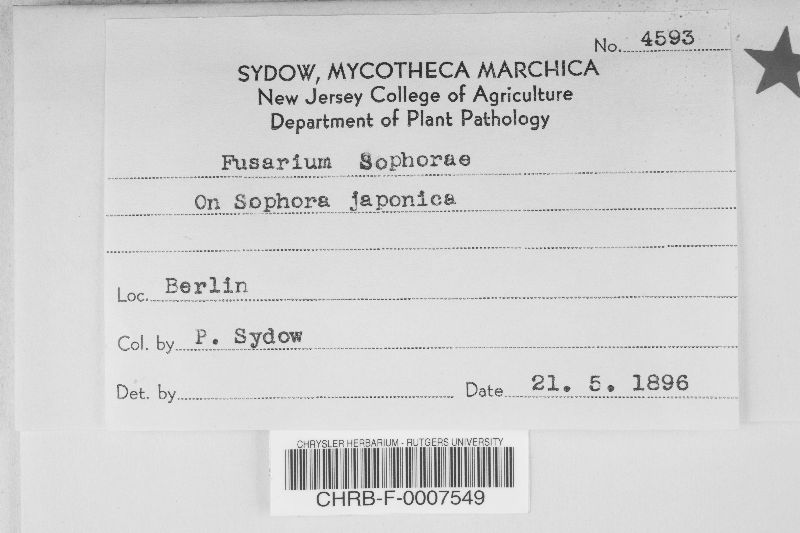 No. 4593
SYDOW, MYCOTHECA MARCHICA
New Jersey College of Agriculture
Department of Plant Pathology
Fusarium Sophorae
On Sophora japonica
Loc. Berlin
Col. by P. Sydow
Det. by Date 21. 5. 1896
CHRYSLER HERBARIUM - RUTGERS UNIVERSITY
CHRB-F-0007549